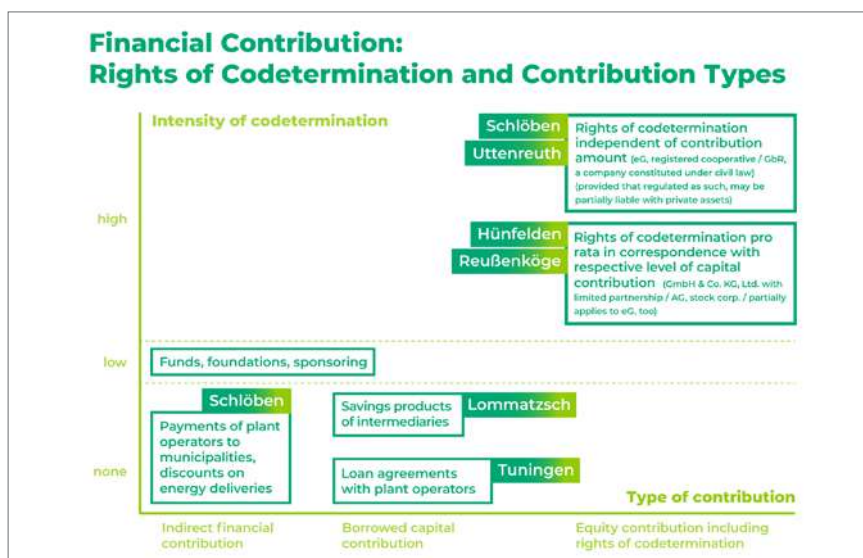 Financial Contribution:
Rights of Codetermination and Contribution Types
Intensity of codetermination
high
low
none
Schlöben
Uttenreuth
Rights of codetermination
independent of contribution
amount (eG, registered cooperative / GbR,
a company constituted under civil law)
(provided that regulated as such, may be
partially liable with private assets)
Hünfelden
Reußenköge
Rights of codetermination pro
rata in correspondence with
respective level of capital
contribution (GmbH & Co. KG, Ltd. with
limited partnership / AG, stock corp. / partially
applies to eG, too)
Funds, foundations, sponsoring
Schlöben
Payments of plant
operators to
municipalities,
discounts on
energy deliveries
Savings products
of intermediaries
Lommatzsch
Loan agreements
with plant operators
Tuningen
Type of contribution
Indirect financial
contribution
Borrowed capital
contribution
Equity contribution including
rights of codetermination